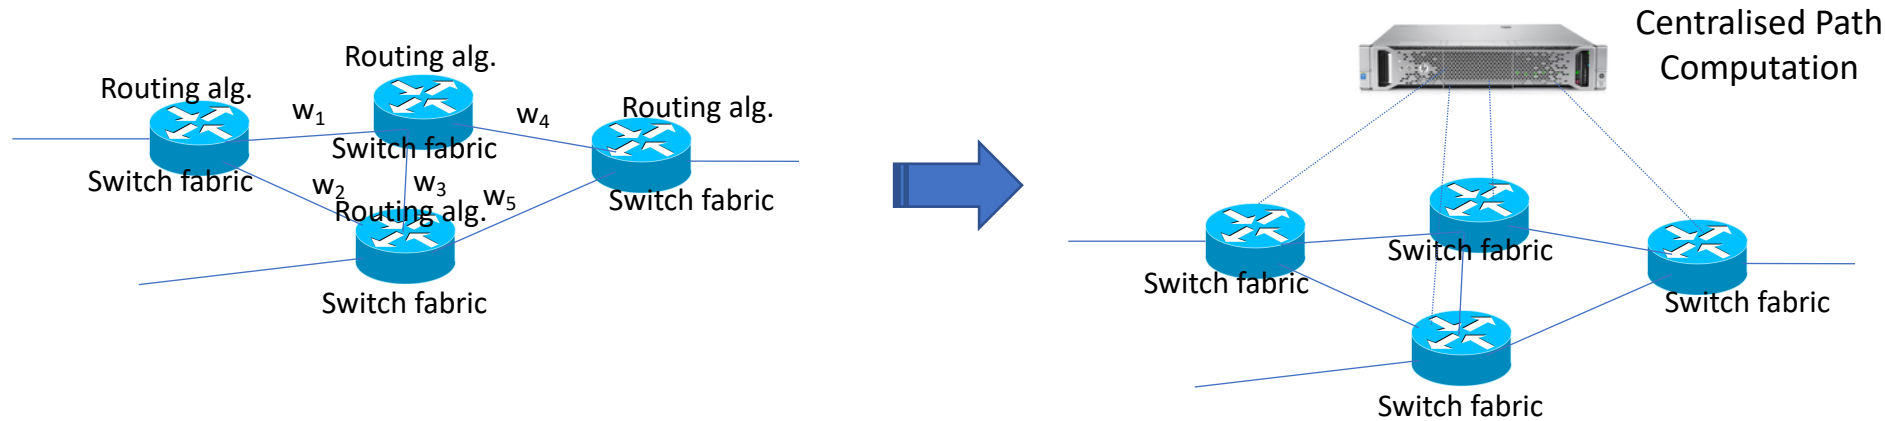 Routing alg.
Routing alg.
Routing alg.
w1
w4
Switch fabric
Switch fabric
w2
w3
w5
Switch fabric
Routing alg.
Switch fabric
Centralised Path
Computation
Switch fabric
Switch fabric
Switch fabric
Switch fabric